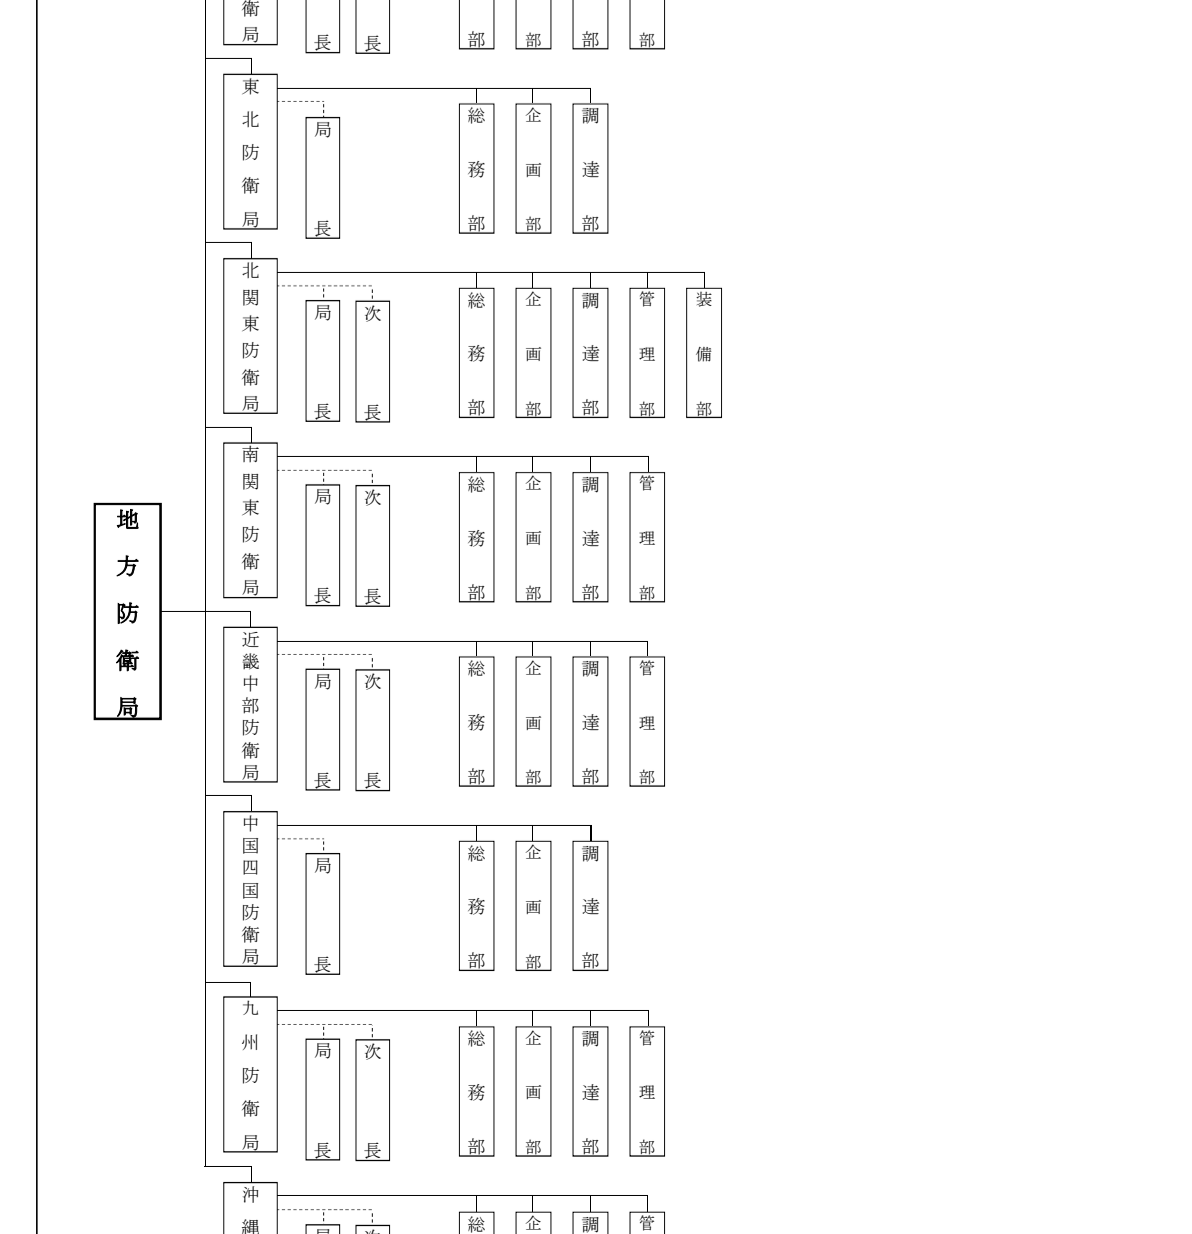 地方防衛局
衛局
長
長
部
部
部
部
東北防衛局
局長
総務部
企画部
調達部
北関東防衛局
局長
次長
総務部
企画部
調達部
管理部
装備部
南関東防衛局
局長
次長
総務部
企画部
調達部
管理部
近畿中部防衛局
局長
次長
総務部
企画部
調達部
管理部
中国四国防衛局
局長
総務部
企画部
調達部
九州防衛局
局長
次長
総務部
企画部
調達部
管理部
沖縄
局
次
総
企
調
管